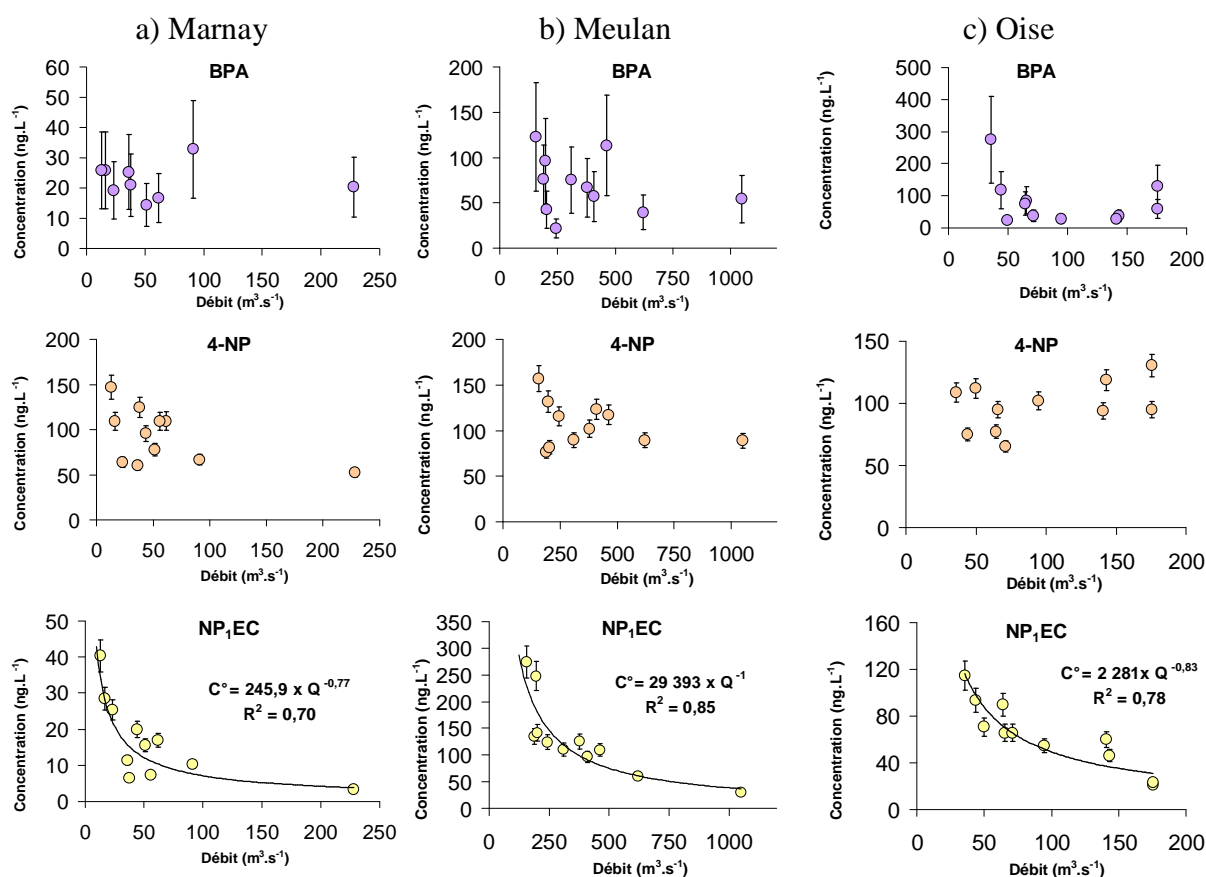 a) Marnay
b) Meulan
c) Oise
BPA
Concentration (ng.L-1)
60
50
40
30
20
10
0
0 50 100 150 200 250
Débit (m3.s-1)
BPA
Concentration (ng.L-1)
200
150
100
50
0
0 250 500 750 1000
Débit (m3.s-1)
BPA
Concentration (ng.L-1)
500
400
300
200
100
0
0 50 100 150 200
Débit (m3.s-1)
4-NP
Concentration (ng.L-1)
200
150
100
50
0
0 50 100 150 200 250
Débit (m3.s-1)
4-NP
Concentration (ng.L-1)
200
150
100
50
0
0 250 500 750 1000
Débit (m3.s-1)
4-NP
Concentration (ng.L-1)
150
100
50
0
0 50 100 150 200
Débit (m3.s-1)
NP1EC
C°= 245,9 x Q -0,77
R2 = 0,70
Concentration (ng.L-1)
50
40
30
20
10
0
0 50 100 150 200 250
Débit (m3.s-1)
NP1EC
C°= 29 393 x Q-1
R2 = 0,85
Concentration (ng.L-1)
350
300
250
200
150
100
50
0
0 250 500 750 1000
Débit (m3.s-1)
NP1EC
C°= 2 281x Q-0,83
R2 = 0,78
Concentration (ng.L-1)
160
120
80
40
0
0 50 100 150 200
Débit (m3.s-1)